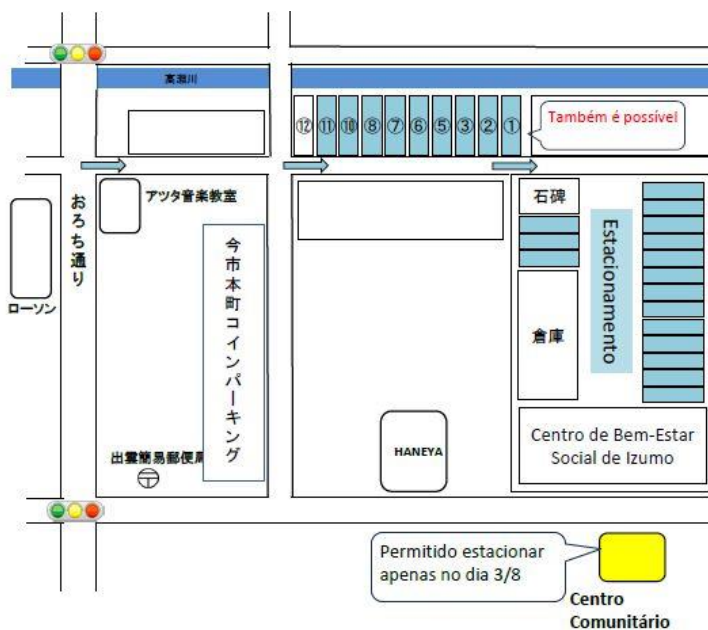 高瀬川
⑫
⑪
⑩
⑧
⑦
⑥
⑤
③
②
①
Também é possível
おろち通り
アツタ音楽教室
石碑
Estacionamento
ローソン
今市本町コインパーキング
倉庫
HANEYA
Centro de Bem-Estar
Social de Izumo
出雲簡易郵便局
〒
Permitido estacionar
apenas no dia 3/8
Centro
Comunitário